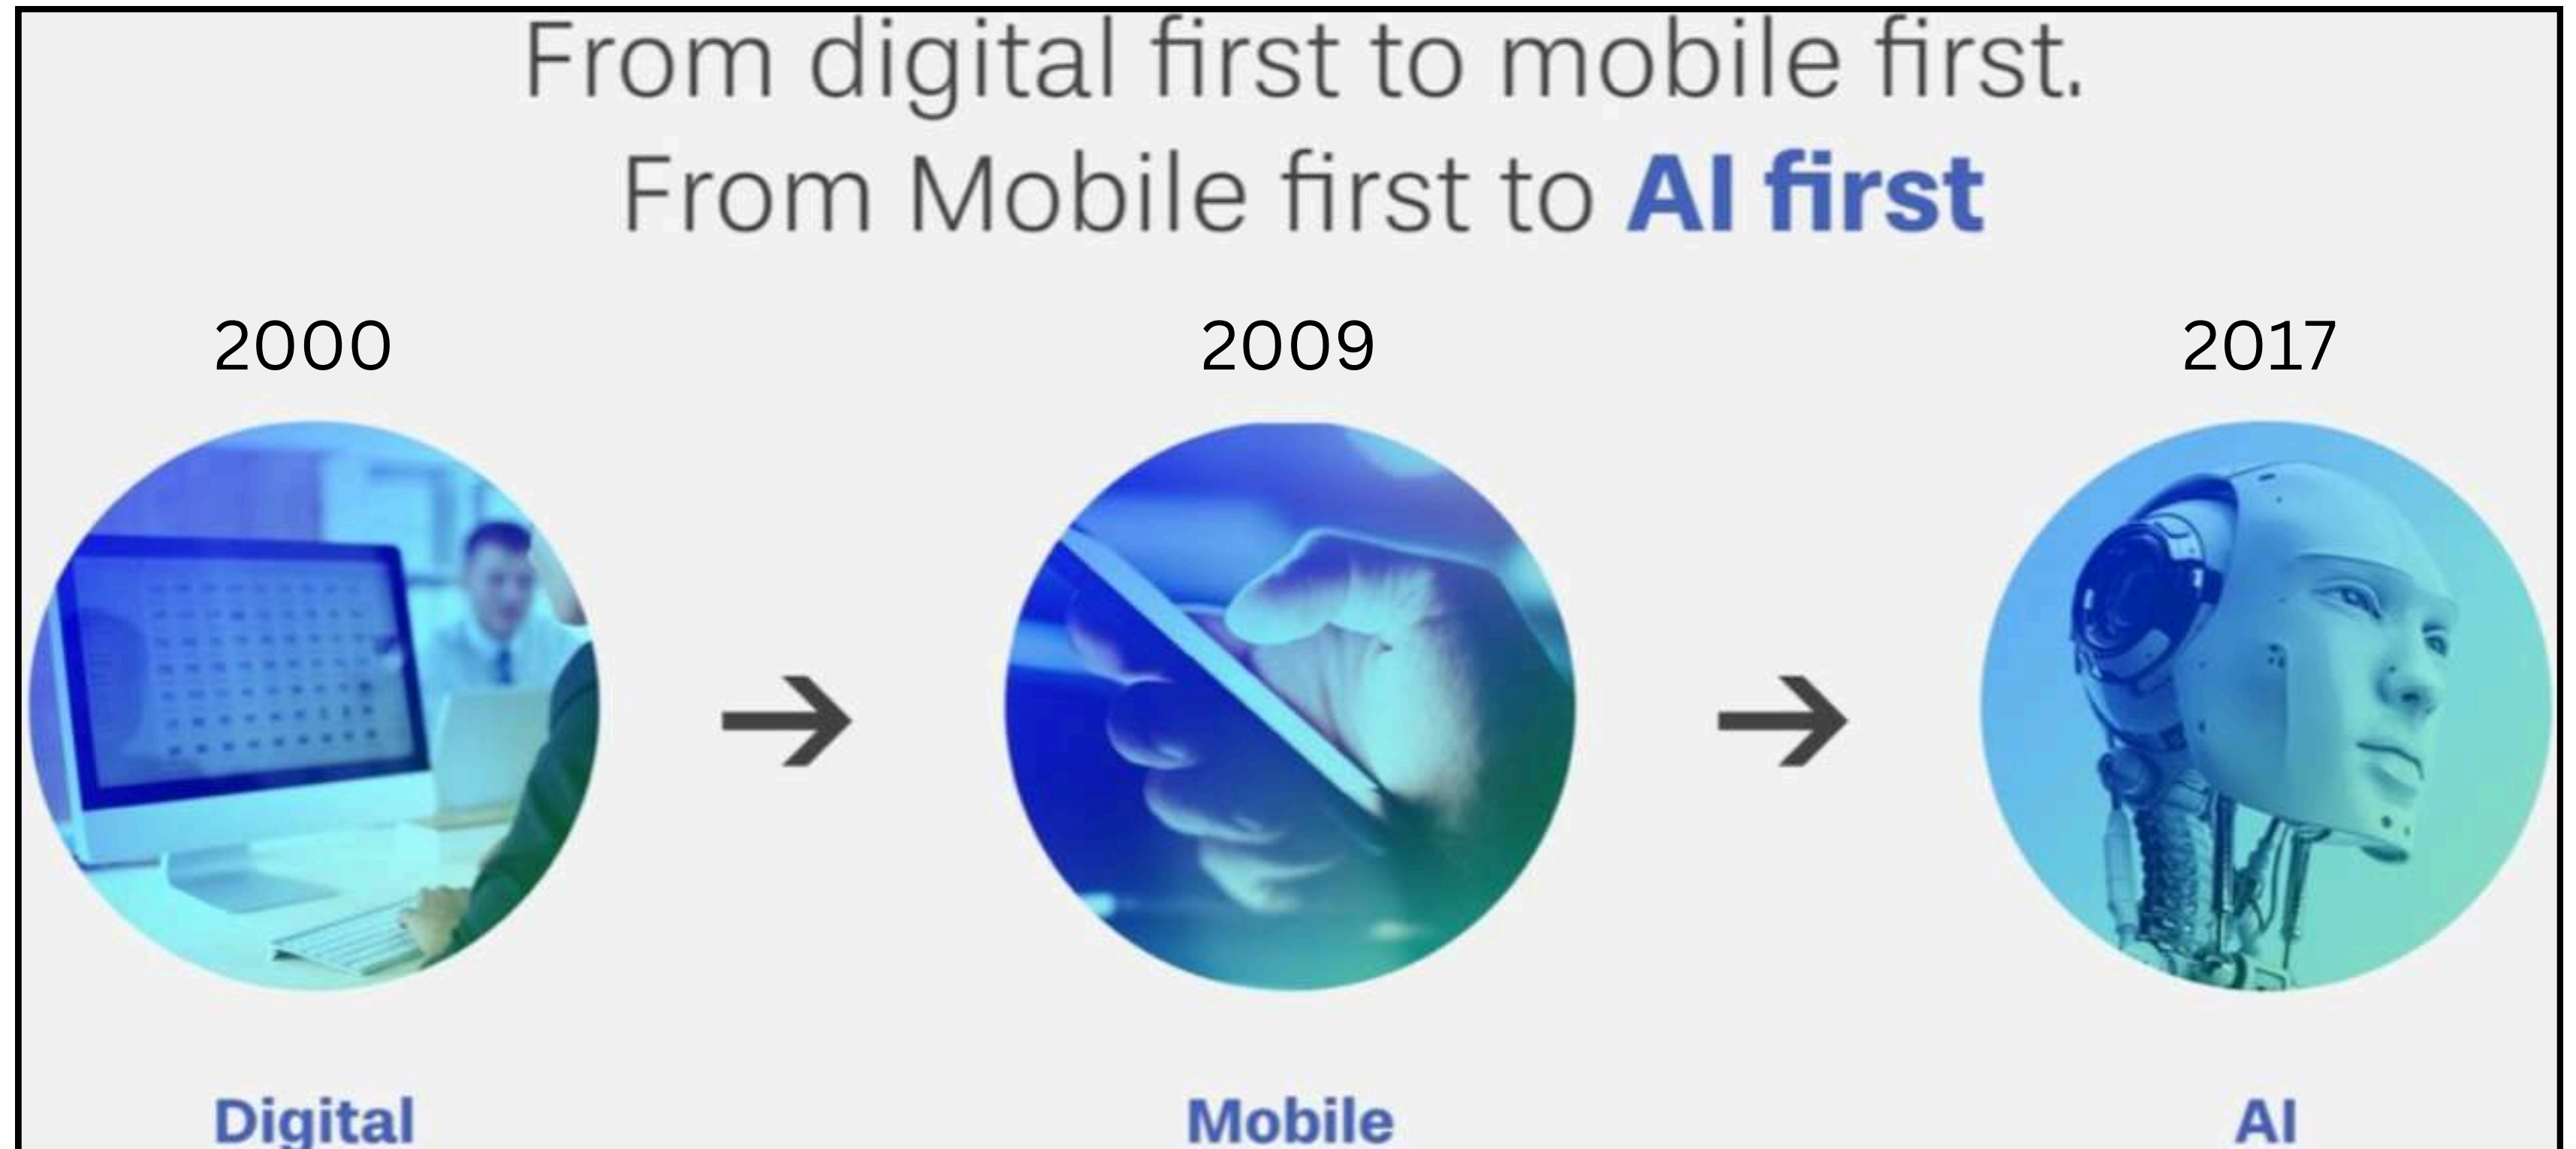 From digital first to mobile first.
From Mobile first to AI first
2000 2009 2017
Digital Mobile AI